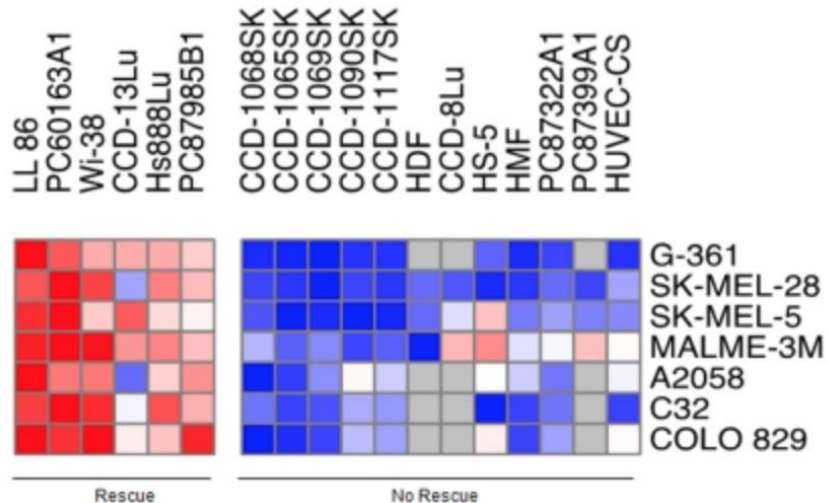 LL 86
PC60163A1
Wi-38
CCD-13Lu
Hs888Lu
PC87985B1
CCD-1068SK
CCD-1065SK
CCD-1069SK
CCD-1090SK
CCD-1117SK
HDF
CCD-8Lu
HS-5
HMF
PC87322A1
PC87399A1
HUVEC-CS
G-361
SK-MEL-28
SK-MEL-5
MALME-3M
A2058
C32
COLO 829
Rescue
No Rescue